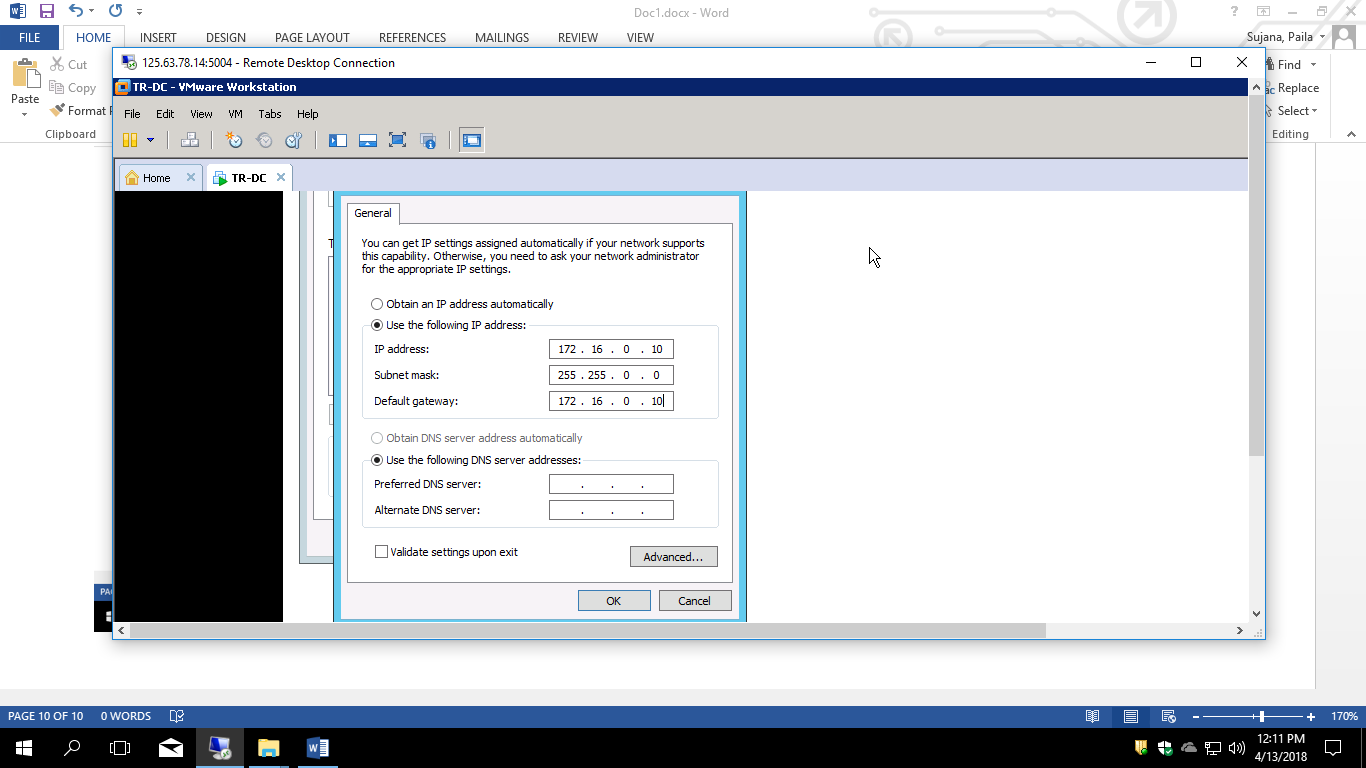 Doc1.docx - Word
FILE HOME INSERT DESIGN PAGE LAYOUT REFERENCES MAILINGS REVIEW VIEW Sujana, Paila
Paste
Cut
Copy
Format
Clipboard
Find
Replace
Select
Editing
125.63.78.14:5004 - Remote Desktop Connection
TR-DC - VMware Workstation
File Edit View VM Tabs Help
Home TR-DC
General
You can get IP settings assigned automatically if your network supports
this capability. Otherwise, you need to ask your network administrator
for the appropriate IP settings.
Obtain an IP address automatically
Use the following IP address:
IP address: 172 . 16 . 0 . 10
Subnet mask: 255 . 255 . 0 . 0
Default gateway: 172 . 16 . 0 . 10
Obtain DNS server address automatically
Use the following DNS server addresses:
Preferred DNS server: . . .
Alternate DNS server: . . .
Validate settings upon exit
Advanced...
OK Cancel
PAGE 10 OF 10 0 WORDS 170%
12:11 PM
4/13/2018